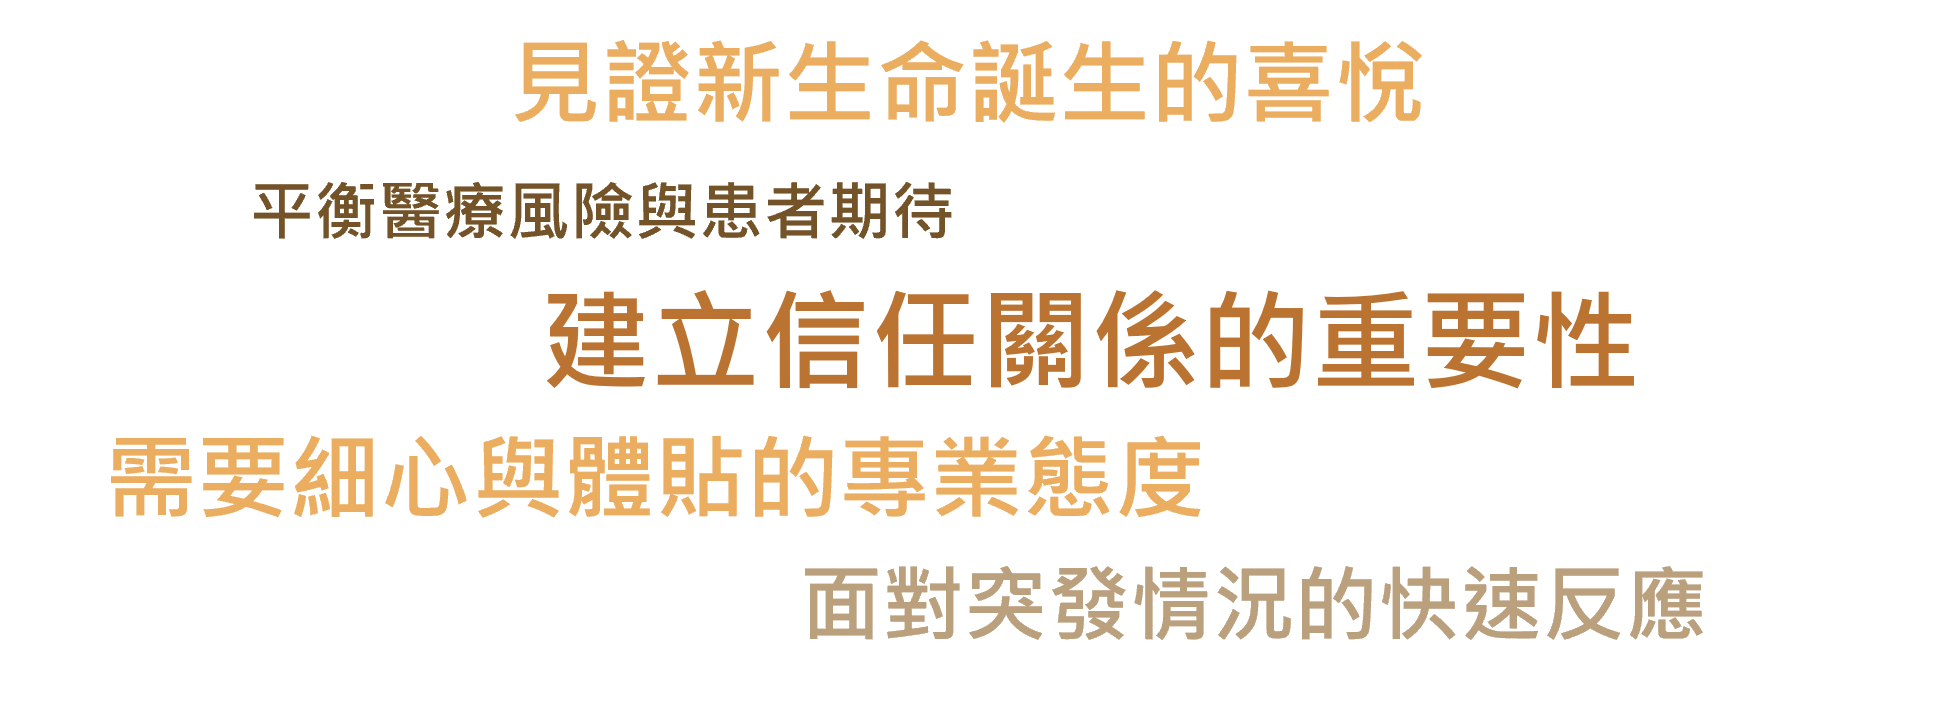 見證新生命誕生的喜悅
平衡醫療風險與患者期待
建立信任關係的重要性
需要細心與體貼的專業態度
面對突發情況的快速反應